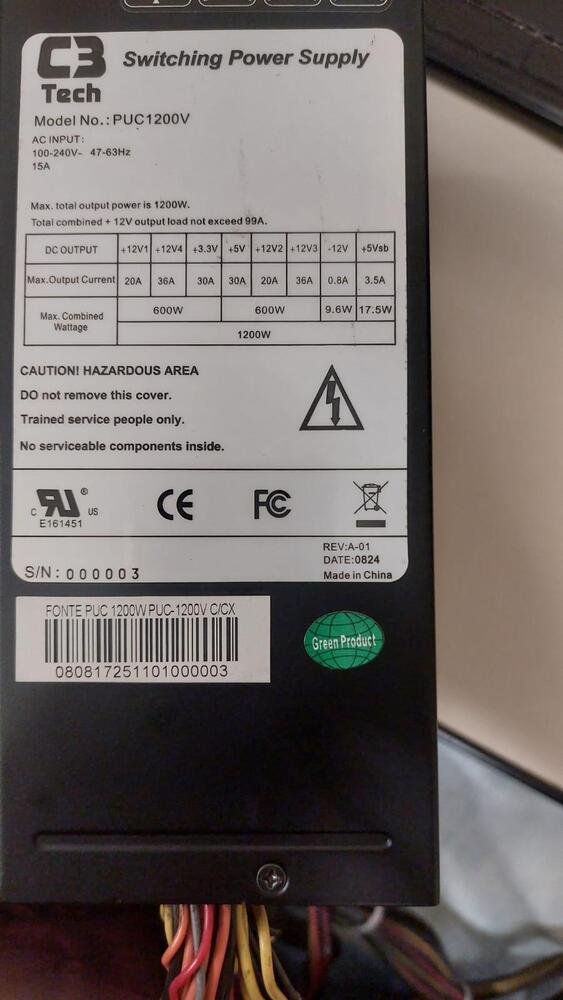 C3
Tech
Switching Power Supply
Model No.: PUC1200V
AC INPUT:
100-240V~ 47-63Hz
15A
Max. total output power is 1200W.
Total combined + 12V output load not exceed 99A.
DC OUTPUT +12V1 +12V4 +3.3V +5V +12V2 +12V3 -12V +5Vsb
Max.Output Current 20A 36A 30A 30A 20A 36A 0.8A 3.5A
Max. Combined Wattage 600W 600W 9.6W 17.5W
1200W
CAUTION! HAZARDOUS AREA
DO not remove this cover.
Trained service people only.
No serviceable components inside.
C RU ® US
E161451
CE
FC
REV:A-01
DATE:0824
Made in China
S/N: 000003
FONTE PUC 1200W PUC-1200V C/CX
080817251101000003
Green Product